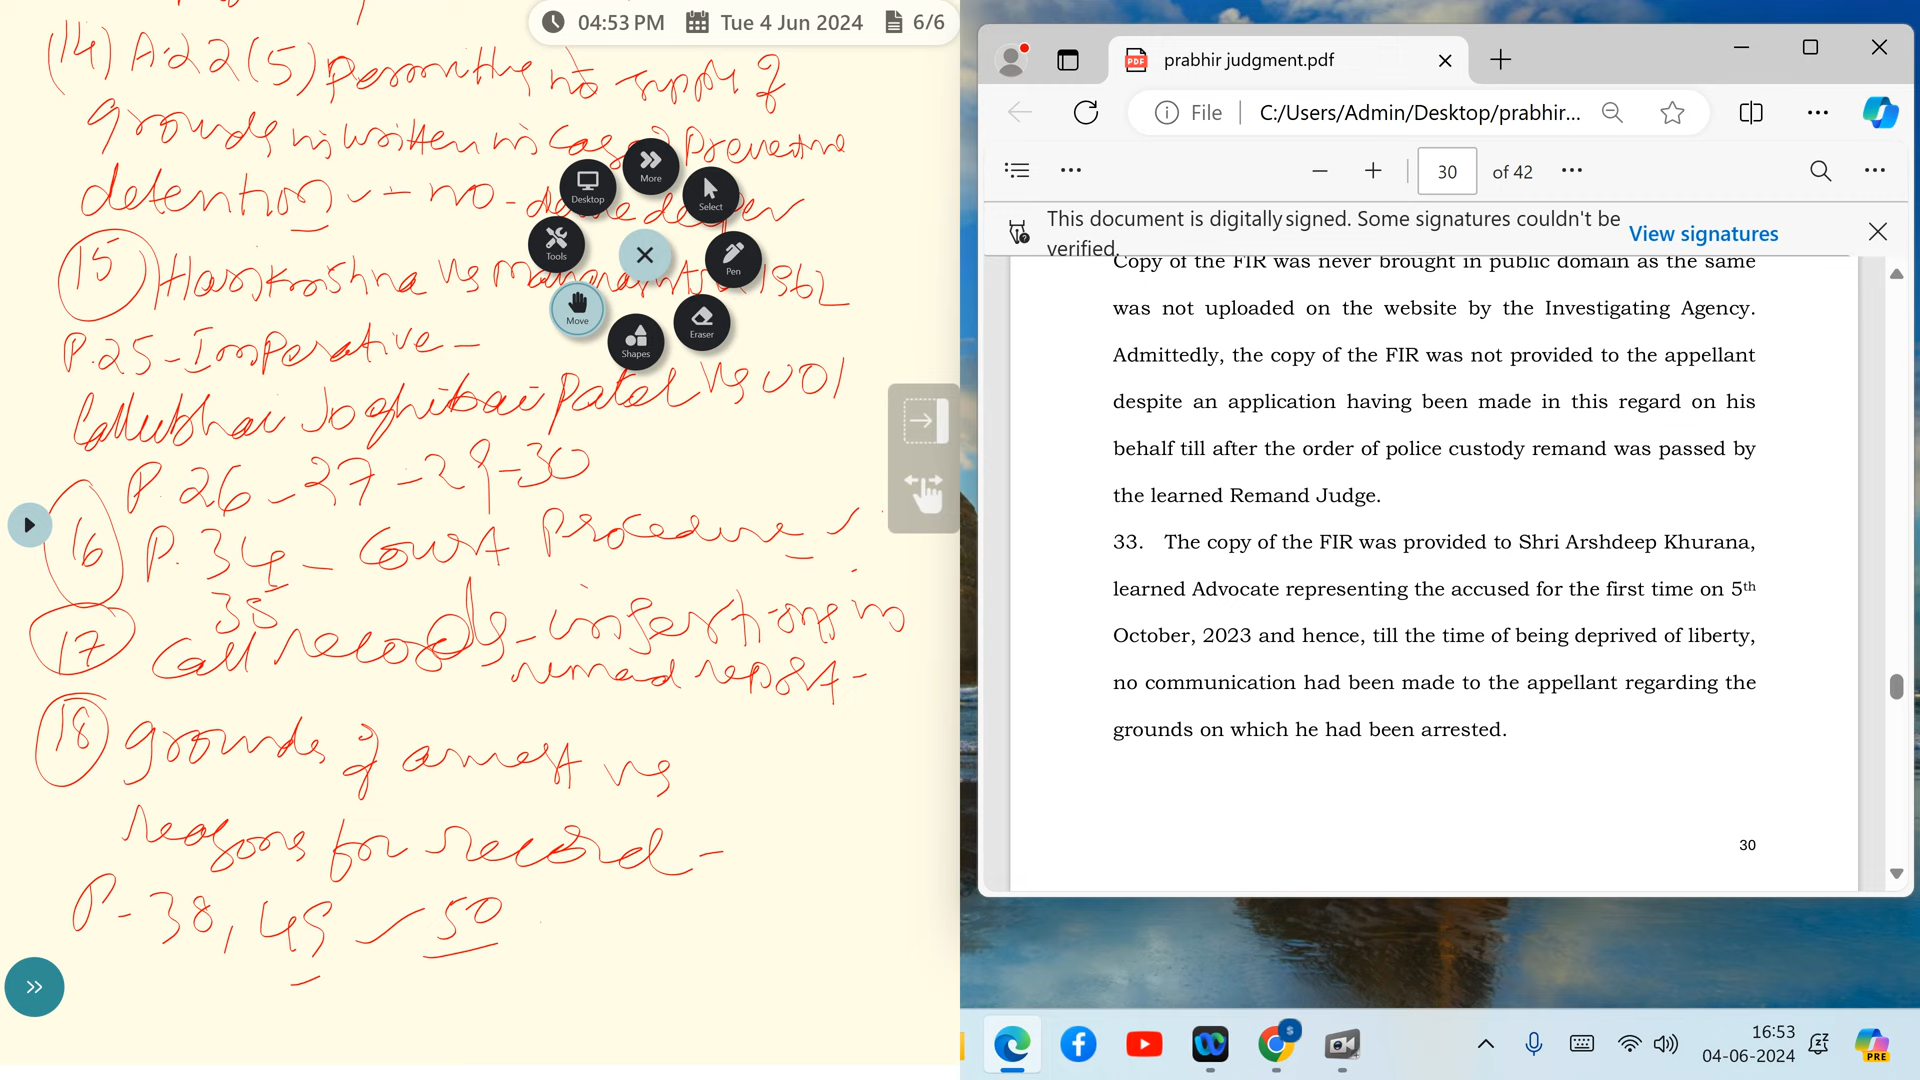 04:53 PM Tue 4 Jun 2024 6/6
(14) A.22(5) permitting no supply of
grounds in written in case of Preventive
detention - no -
(15) Harikrishna vs Maharashtra 1962
P.25 - Imperative -
Lallubhai Jogibhai Patel vs UOI
P. 26 - 27 - 29 - 30
(16) P. 34 - Court Procedure
35
(17) Call records - insertions in
remand report -
(18) grounds of arrest vs
reasons for record -
P - 38, 49 50
More
Desktop
Select
Tools
Pen
Move
Eraser
Shapes
prabhir judgment.pdf
File C:/Users/Admin/Desktop/prabhir...
30 of 42
This document is digitally signed. Some signatures couldn't be
verified.
View signatures
Copy of the FIR was never brought in public domain as the same
was not uploaded on the website by the Investigating Agency.
Admittedly, the copy of the FIR was not provided to the appellant
despite an application having been made in this regard on his
behalf till after the order of police custody remand was passed by
the learned Remand Judge.
33. The copy of the FIR was provided to Shri Arshdeep Khurana,
learned Advocate representing the accused for the first time on 5th
October, 2023 and hence, till the time of being deprived of liberty,
no communication had been made to the appellant regarding the
grounds on which he had been arrested.
30
16:53
04-06-2024
PRE